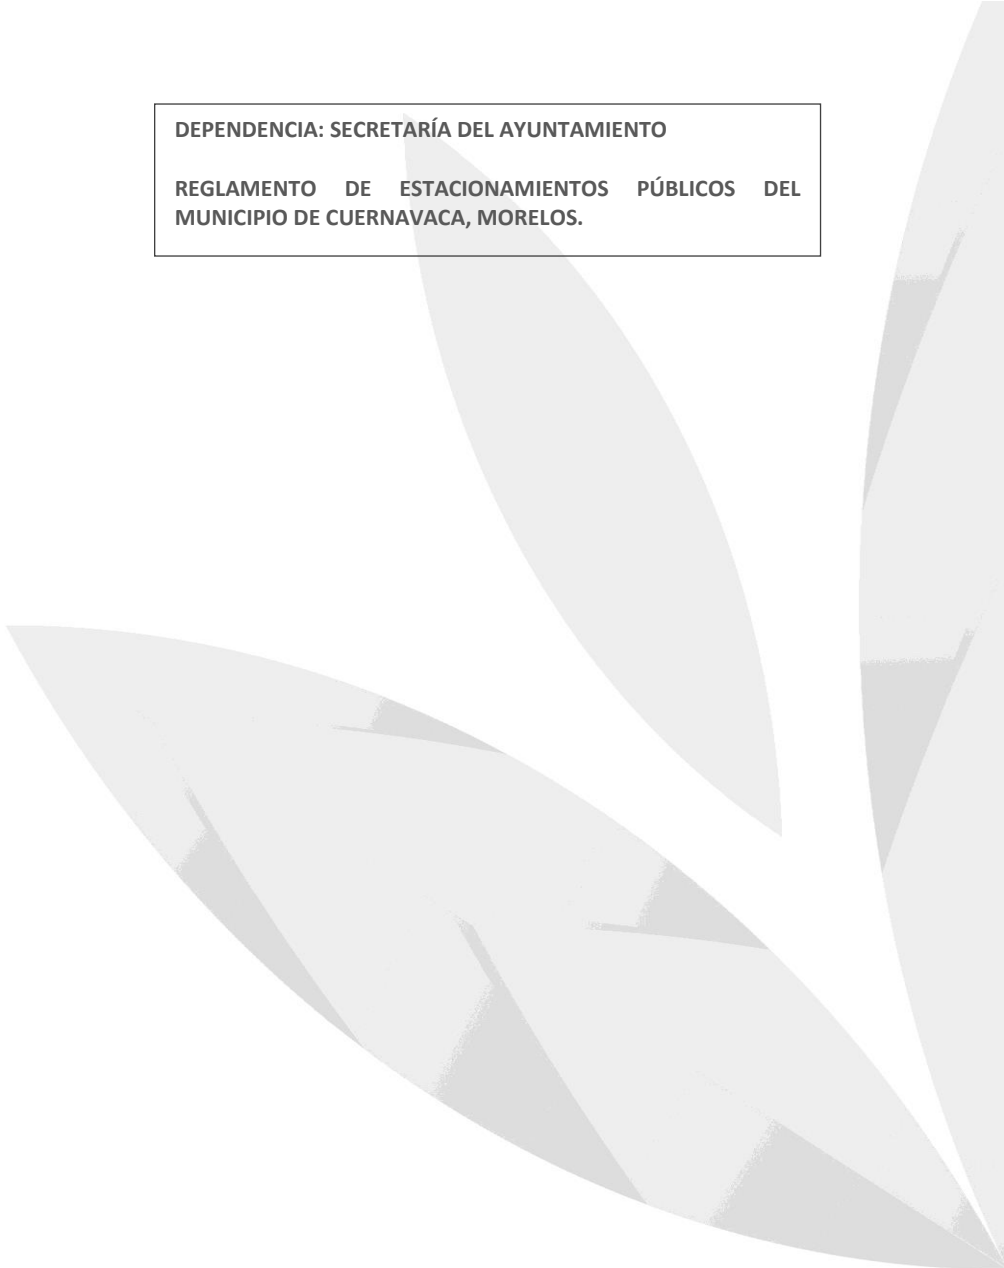 DEPENDENCIA: SECRETARÍA DEL AYUNTAMIENTO
REGLAMENTO DE ESTACIONAMIENTOS PÚBLICOS DEL
MUNICIPIO DE CUERNAVACA, MORELOS.